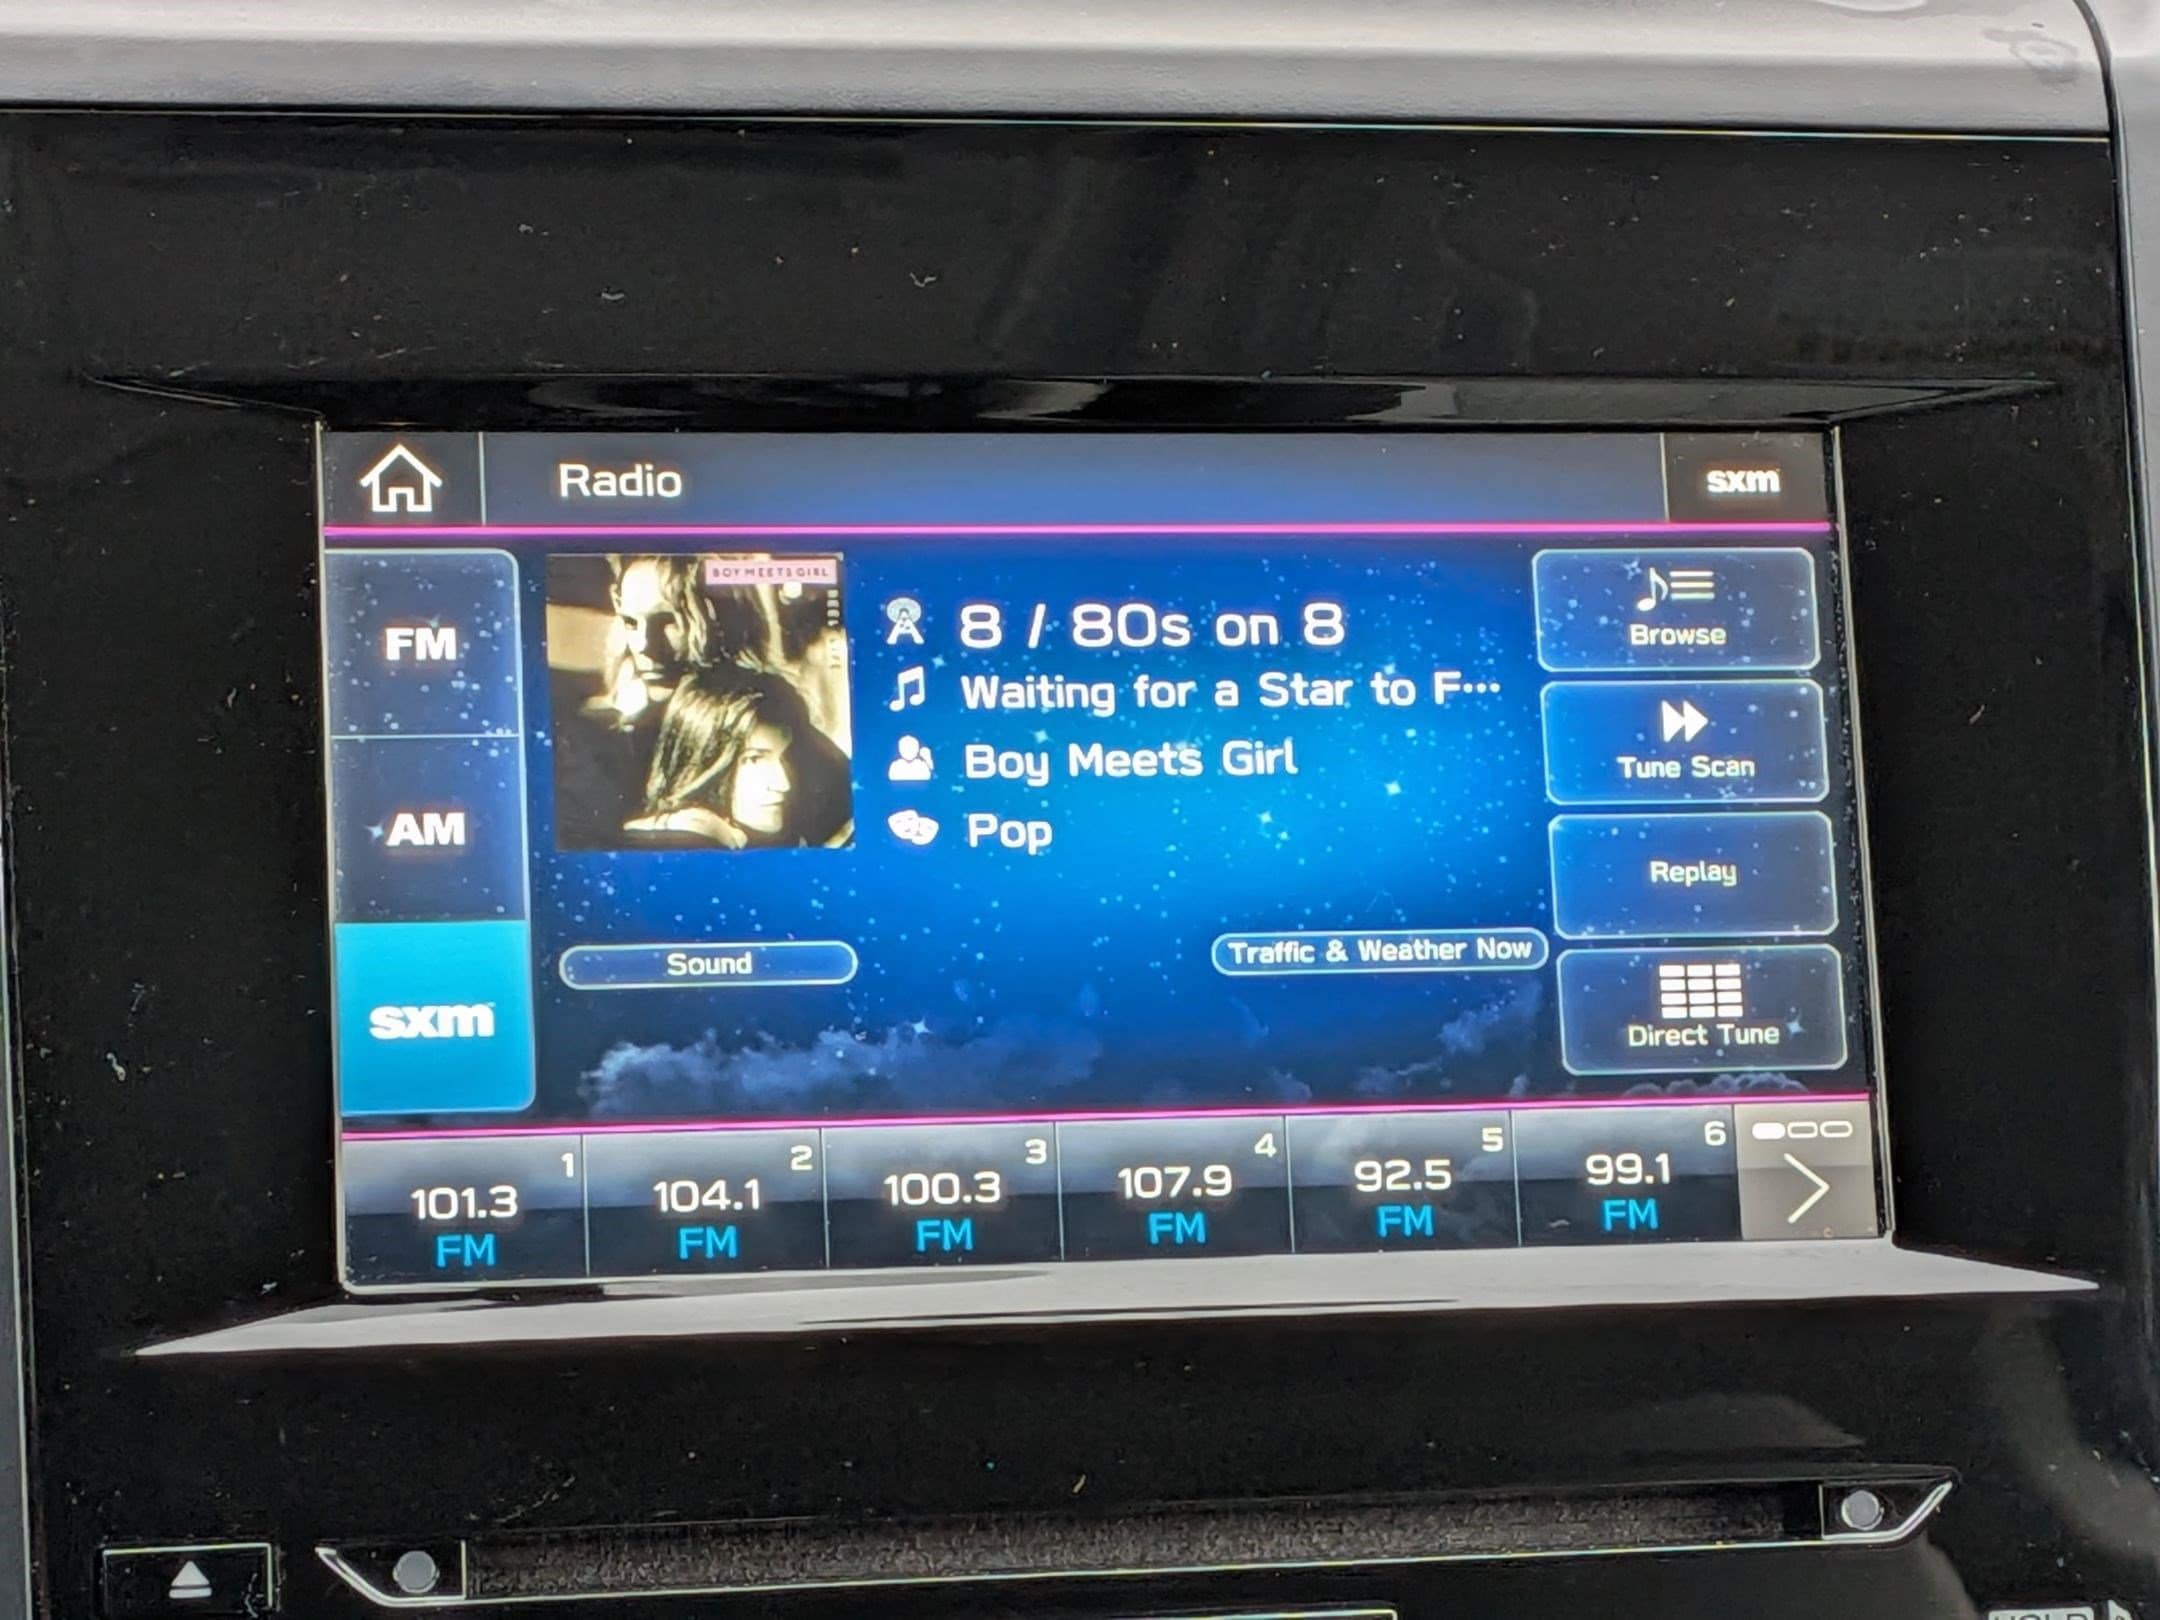 Radio
sxm
FM
AM
sxm
BOY MEETS GIRL
8 / 80s on 8
Waiting for a Star to F…
Boy Meets Girl
Pop
Sound
Traffic & Weather Now
Browse
Tune Scan
Replay
Direct Tune
1
101.3
FM
2
104.1
FM
3
100.3
FM
4
107.9
FM
5
92.5
FM
6
99.1
FM